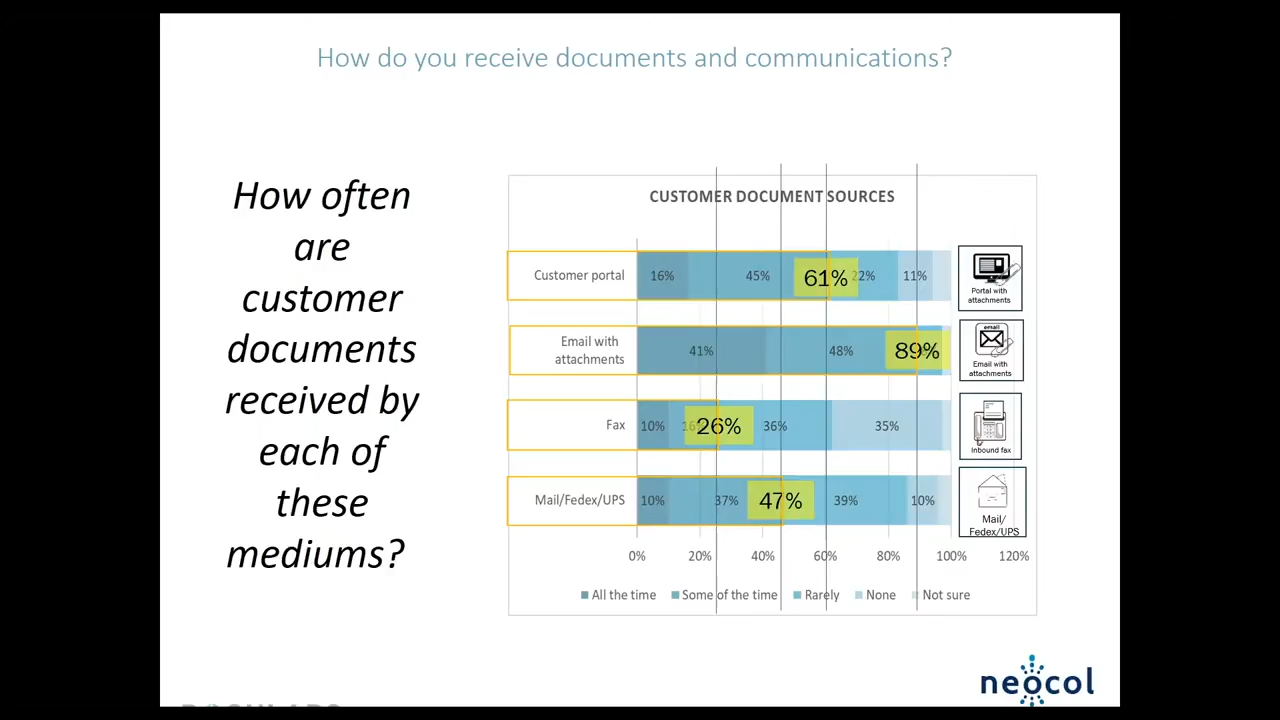 How do you receive documents and communications?
How often
are
customer
documents
received by
each of
these
mediums?
CUSTOMER DOCUMENT SOURCES
Customer portal
16%
45%
61%
22%
11%
Portal with
attachments
Email with
attachments
41%
48%
89%
email
Email with
attachments
Fax
10%
26%
36%
35%
Inbound fax
Mail/Fedex/UPS
10%
37%
47%
39%
10%
Mail/
Fedex/UPS
0% 20% 40% 60% 80% 100% 120%
All the time Some of the time Rarely None Not sure
neocol